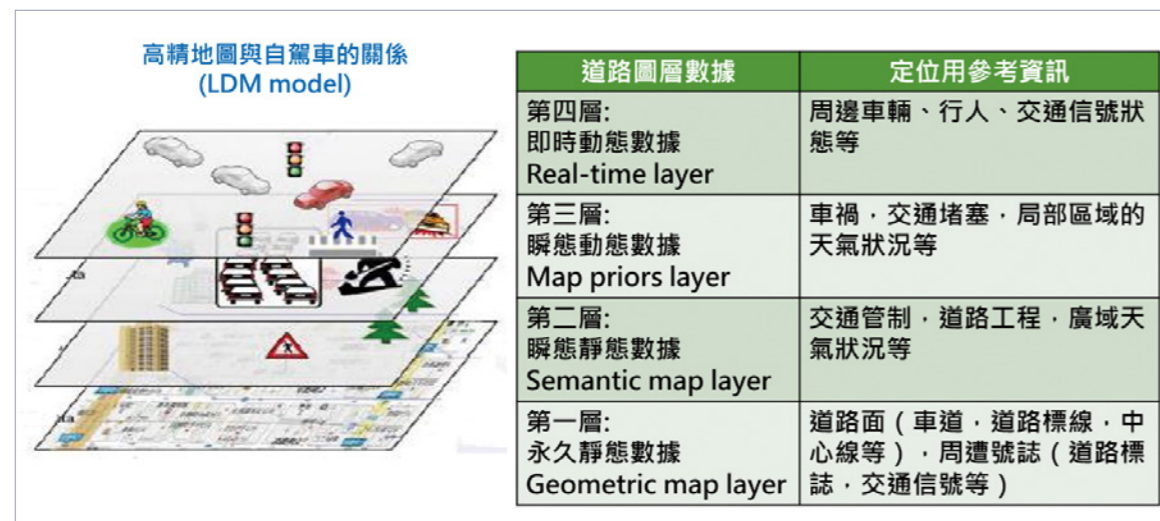 高精地圖與自駕車的關係
(LDM model)
道路圖層數據
定位用參考資訊
第四層:
即時動態數據
Real-time layer
周邊車輛、行人、交通信號狀
態等
第三層:
瞬態動態數據
Map priors layer
車禍，交通堵塞，局部區域的
天氣狀況等
第二層:
瞬態靜態數據
Semantic map layer
交通管制，道路工程，廣域天
氣狀況等
第一層:
永久靜態數據
Geometric map layer
道路面（車道，道路標線，中
心線等），周遭號誌（道路標
誌，交通信號等）